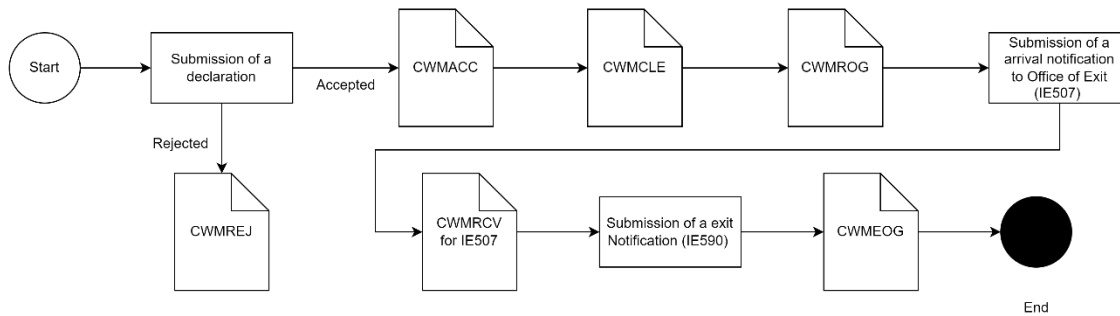 Start
Submission of a
declaration
Accepted
CWMACC
CWMCLE
CWMROG
Submission of a
arrival notification
to Office of Exit
(IE507)
Rejected
CWMREJ
CWMRCV
for IE507
Submission of a exit
Notification (IE590)
CWMEOG
End